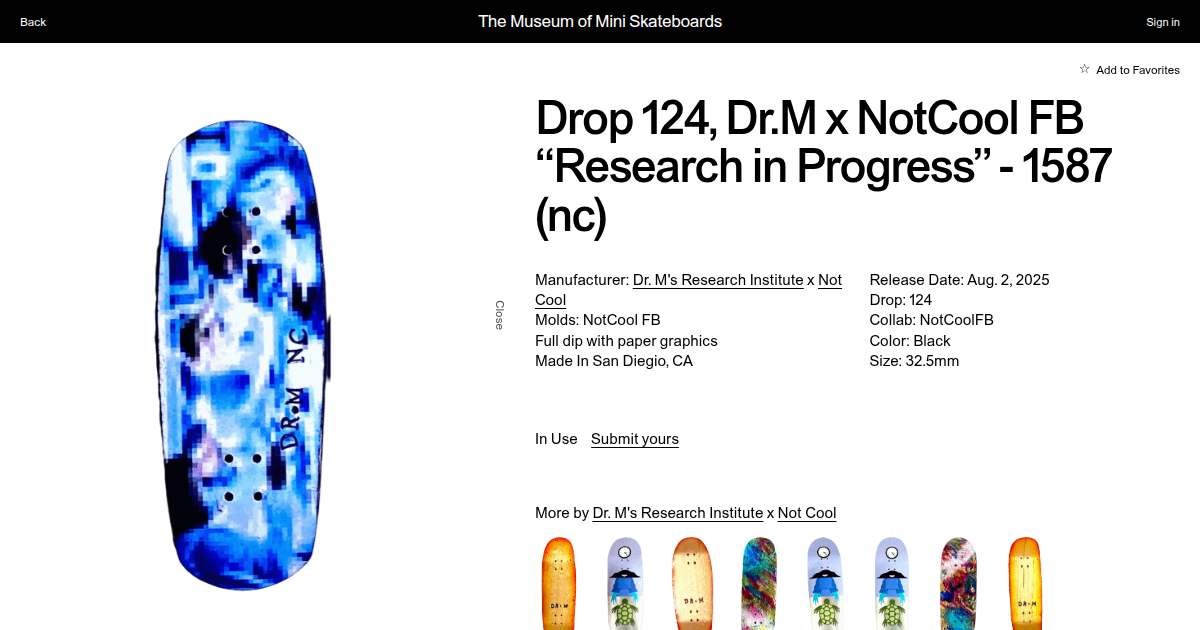 Back
The Museum of Mini Skateboards
Sign in
☆ Add to Favorites
Drop 124, Dr.M x NotCool FB
“Research in Progress” - 1587
(nc)
Manufacturer: Dr. M's Research Institute x Not
Cool
Molds: NotCool FB
Full dip with paper graphics
Made In San Diegio, CA
Release Date: Aug. 2, 2025
Drop: 124
Collab: NotCoolFB
Color: Black
Size: 32.5mm
Close
DR•M NC
In Use Submit yours
More by Dr. M's Research Institute x Not Cool
DR•M
DR•M
DR•M